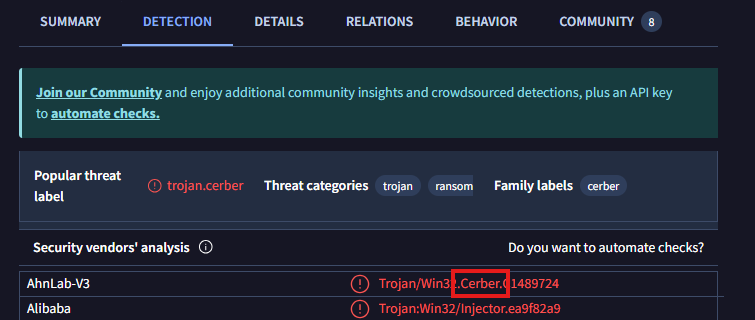 SUMMARY DETECTION DETAILS RELATIONS BEHAVIOR COMMUNITY 8
Join our Community and enjoy additional community insights and crowdsourced detections, plus an API key
to automate checks.
Popular threat label trojan.cerber Threat categories trojan ransom Family labels cerber
Security vendors' analysis Do you want to automate checks?
AhnLab-V3 Trojan/Win32.Cerber.C1489724
Alibaba Trojan:Win32/Injector.ea9f82a9